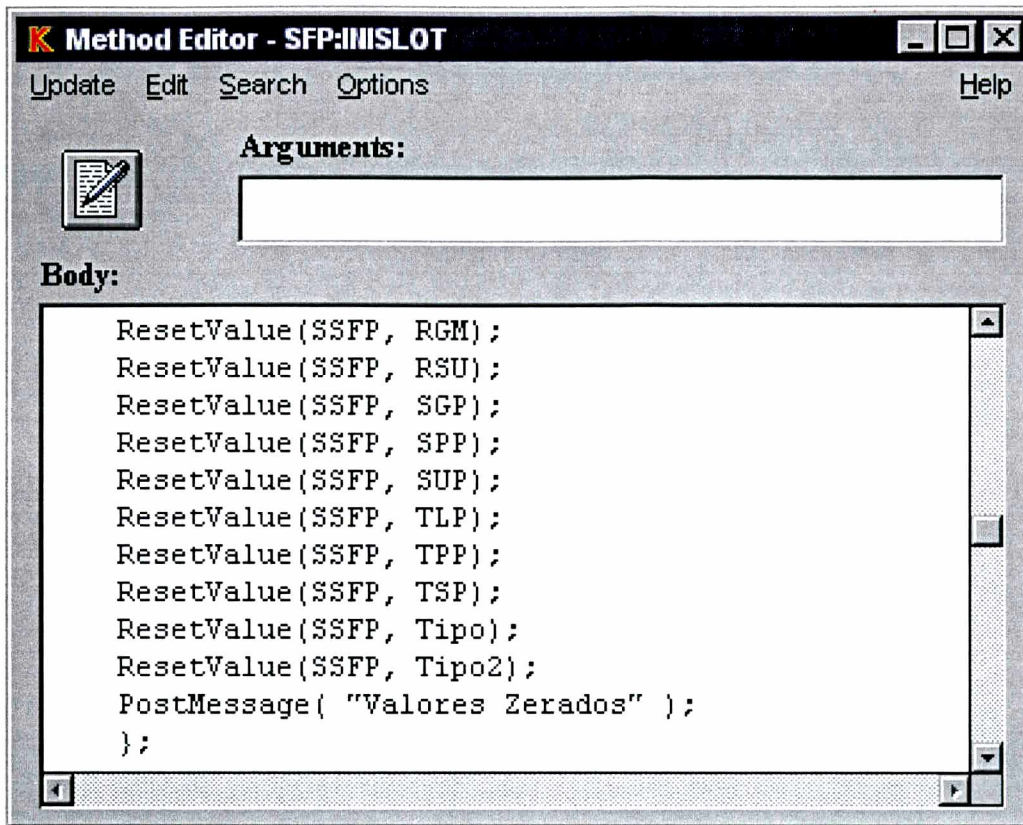 K Method Editor - SFP:INISLOT
Update Edit Search Options Help
Arguments:
Body:
ResetValue(SSFP, RGM);
ResetValue(SSFP, RSU);
ResetValue(SSFP, SGP);
ResetValue(SSFP, SPP);
ResetValue(SSFP, SUP);
ResetValue(SSFP, TLP);
ResetValue(SSFP, TPP);
ResetValue(SSFP, TSP);
ResetValue(SSFP, Tipo);
ResetValue(SSFP, Tipo2);
PostMessage( "Valores Zerados" );
};